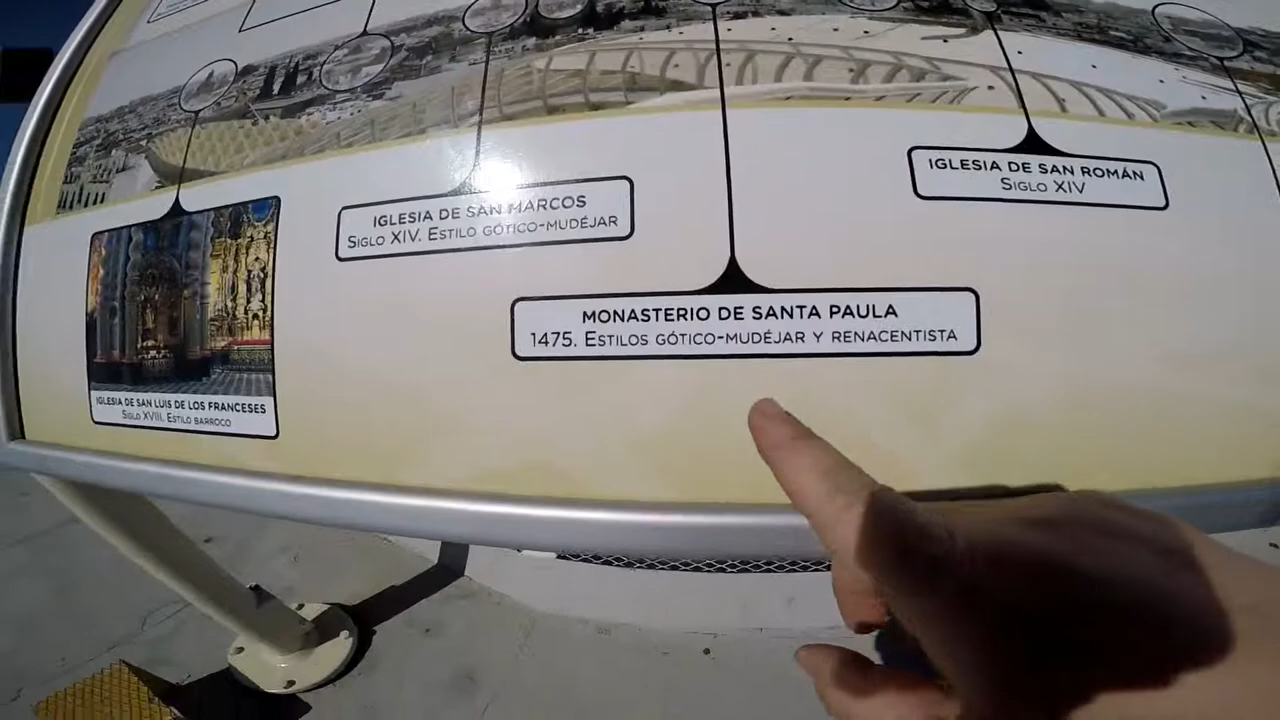 IGLESIA DE SAN ROMÁN
SIGLO XIV
IGLESIA DE SAN MARCOS
SIGLO XIV. ESTILO GÓTICO-MUDÉJAR
MONASTERIO DE SANTA PAULA
1475. ESTILOS GÓTICO-MUDÉJAR Y RENACENTISTA
IGLESIA DE SAN LUIS DE LOS FRANCESES
SIGLO XVIII. ESTILO BARROCO